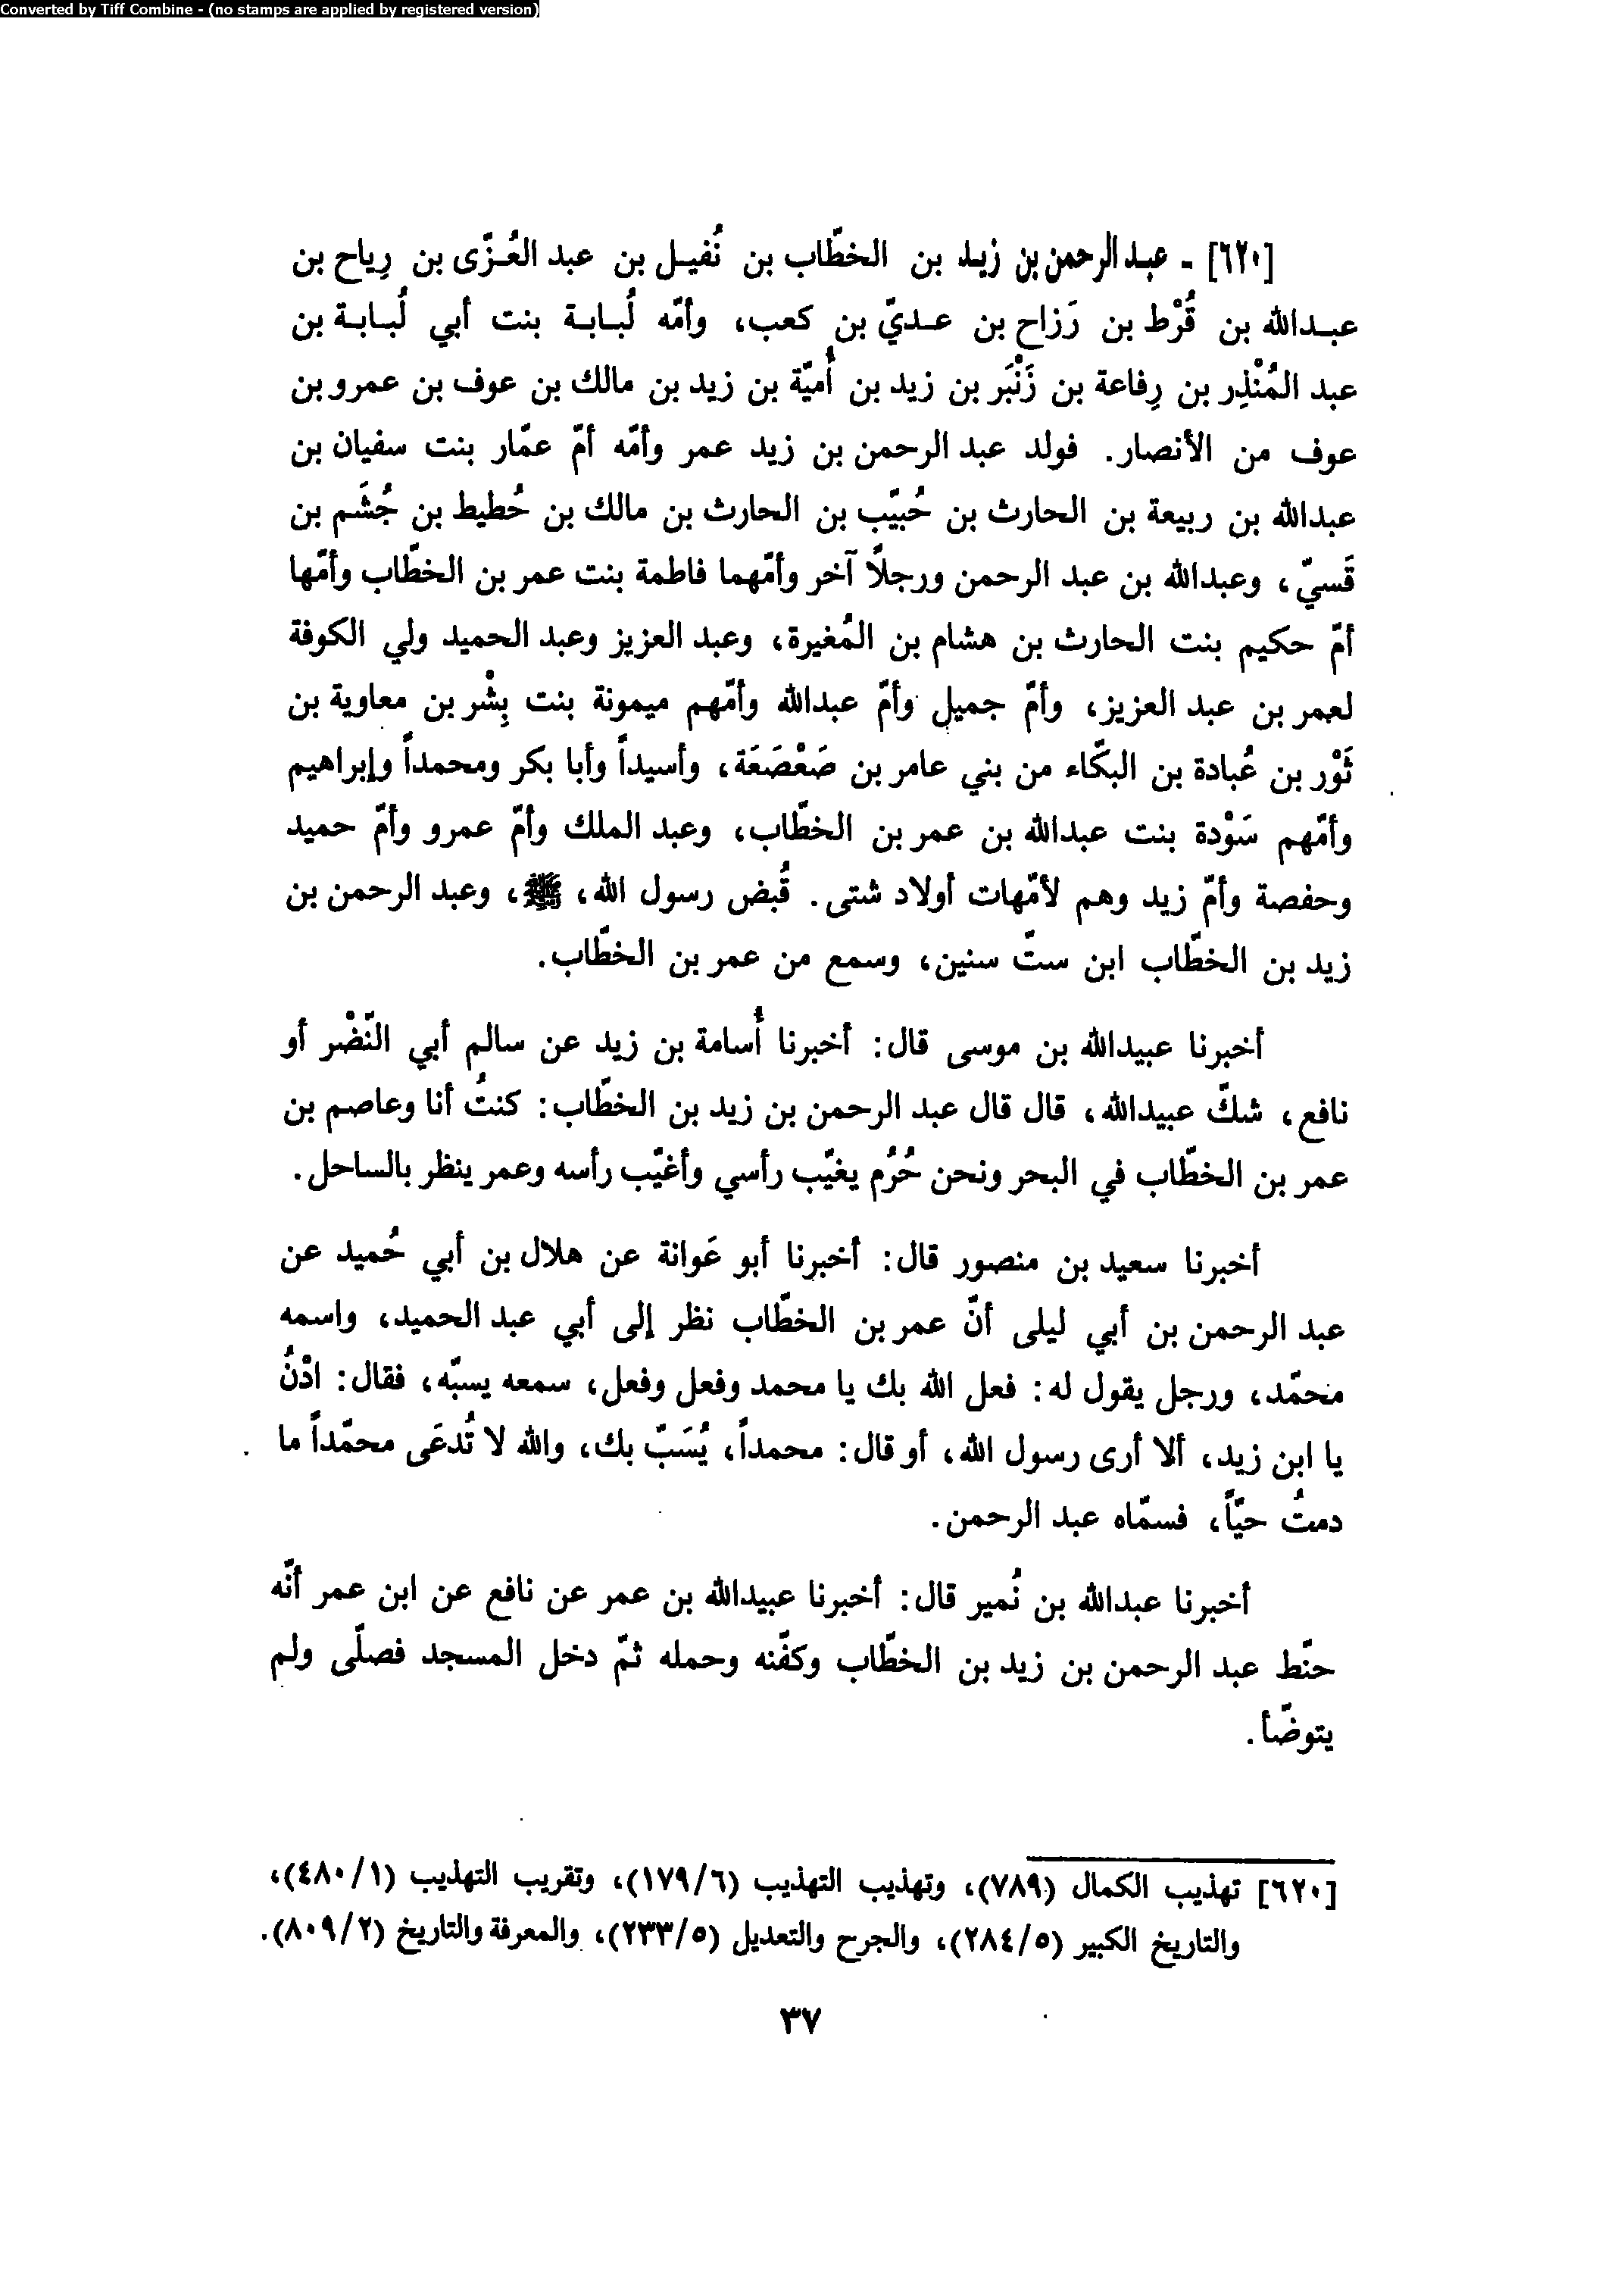 Converted by Tiff Combine - (no stamps are applied by registered version)
[٦٢٠] - عبد الرحمن بن زيد بن الخطّاب بن نُفيل بن عبد العُزّى بن رِياح بن
عبدالله بن قُرْط بن رَزاح بن عديّ بن كعب، وأمّه لُبابة بنت أبي لُبابة بن
عبد المُنْذِر بن رِفاعة بن زَنْبَر بن زيد بن أُميّة بن زيد بن مالك بن عوف بن عمرو بن
عوف من الأنصار. فولد عبد الرحمن بن زيد عمر وأمّه أمّ عمّار بنت سفيان بن
عبدالله بن ربيعة بن الحارث بن حُبيّب بن الحارث بن مالك بن حُطيط بن جُشَم بن
قَسيّ، وعبدالله بن عبد الرحمن ورجلاً آخر وأمّهما فاطمة بنت عمر بن الخطّاب وأمّها
أمّ حكيم بنت الحارث بن هشام بن المُغيرة، وعبد العزيز وعبد الحميد ولي الكوفة
لعمر بن عبد العزيز، وأمّ جميل وأمّ عبدالله وأمّهم ميمونة بنت بِشْر بن معاوية بن
ثَوْر بن عُبادة بن البكّاء من بني عامر بن صَعْصَعَة، وأسيداً وأبا بكر ومحمداً وإبراهيم
وأمّهم سَوْدة بنت عبدالله بن عمر بن الخطّاب، وعبد الملك وأمّ عمرو وأمّ حميد
وحفصة وأمّ زيد وهم لأمّهات أولاد شتى. قُبض رسول الله، ﷺ، وعبد الرحمن بن
زيد بن الخطّاب ابن ستّ سنين، وسمع من عمر بن الخطّاب.
أخبرنا عبيدالله بن موسى قال: أخبرنا أُسامة بن زيد عن سالم أبي النّضْر أو
نافع، شكّ عبيدالله، قال قال عبد الرحمن بن زيد بن الخطّاب: كنتُ أنا وعاصم بن
عمر بن الخطّاب في البحر ونحن حُرُم يغيّب رأسي وأغيّب رأسه وعمر ينظر بالساحل.
أخبرنا سعيد بن منصور قال: أخبرنا أبو عَوانة عن هلال بن أبي حُميد عن
عبد الرحمن بن أبي ليلى أنّ عمر بن الخطّاب نظر إلى أبي عبد الحميد، واسمه
محمّد، ورجل يقول له: فعل الله بك يا محمد وفعل وفعل، سمعه يسبّه، فقال: ادْنُ
يا ابن زيد، ألا أرى رسول الله، أو قال: محمداً، يُسَبّ بك، والله لا تُدعَى محمّداً ما
دمتُ حيّاً، فسمّاه عبد الرحمن.
أخبرنا عبدالله بن نُمير قال: أخبرنا عبيدالله بن عمر عن نافع عن ابن عمر أنّه
حنّط عبد الرحمن بن زيد بن الخطّاب وكفّنه وحمله ثمّ دخل المسجد فصلّى ولم
يتوضّأ.
[٦٢٠] تهذيب الكمال (٧٨٩)، وتهذيب التهذيب (١٧٩/٦)، وتقريب التهذيب (٤٨٠/١)،
والتاريخ الكبير (٢٨٤/٥)، والجرح والتعديل (٢٣٣/٥)، والمعرفة والتاريخ (٨٠٩/٢).
٣٧